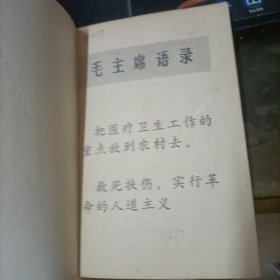 毛主席语录
把医疗卫生工作的
重点放到农村去。
救死扶伤，实行革
命的人道主义